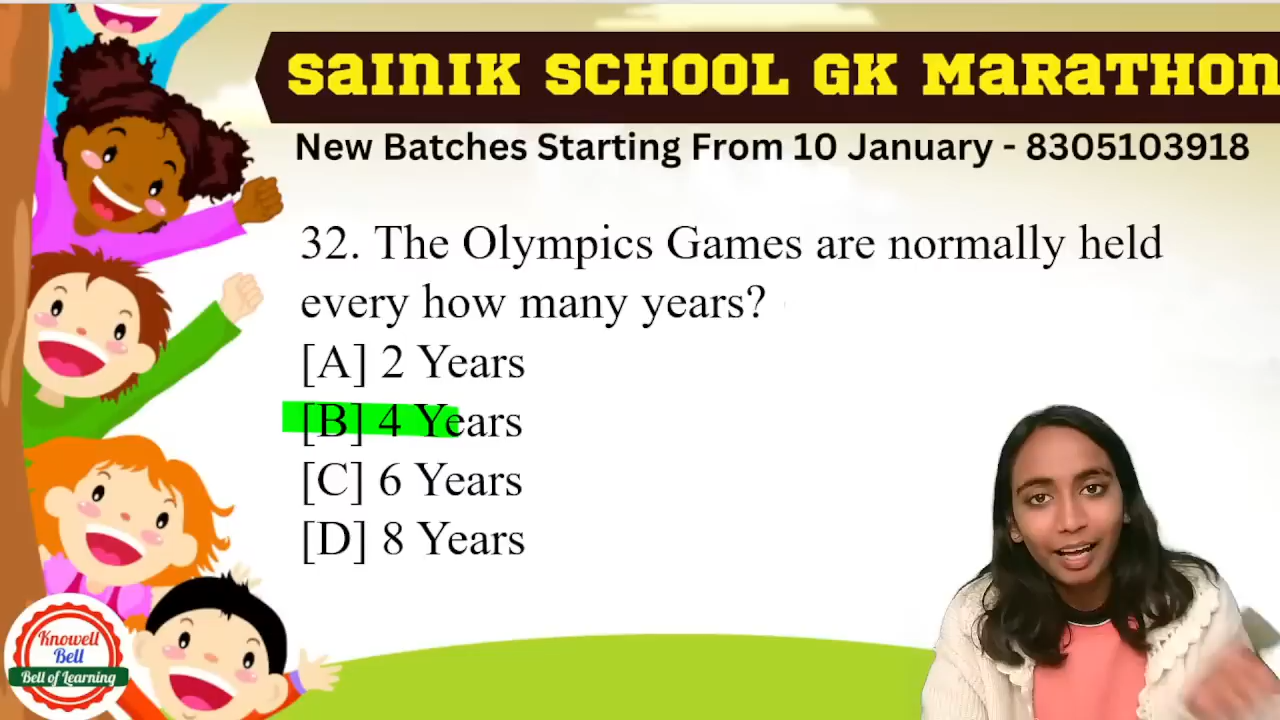 SAINIK SCHOOL GK MARATHON
New Batches Starting From 10 January - 8305103918
32. The Olympics Games are normally held
every how many years?
[A] 2 Years
[B] 4 Years
[C] 6 Years
[D] 8 Years
Knowell
Bell
Bell of Learning